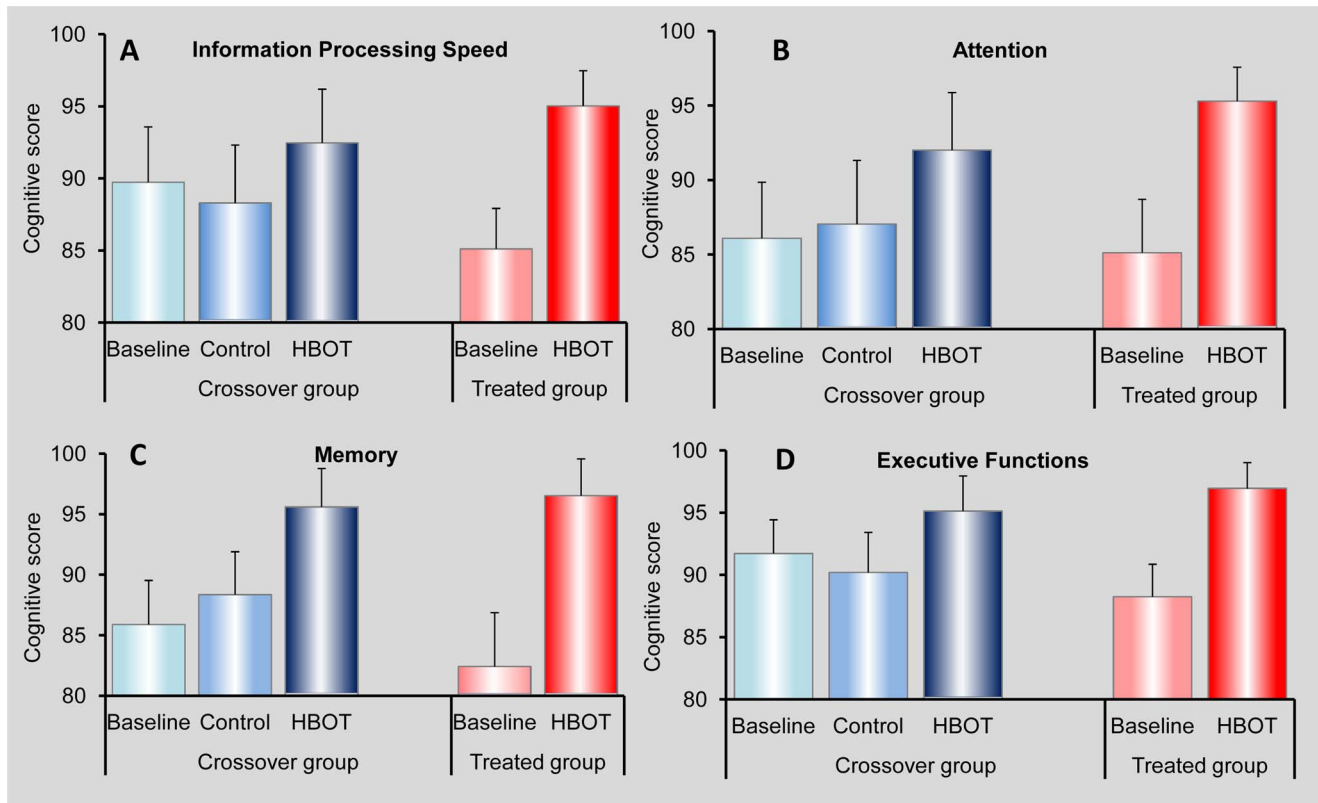 A
Information Processing Speed
Cognitive score
100
95
90
85
80
Baseline Control HBOT Baseline HBOT
Crossover group Treated group
B
Attention
Cognitive score
100
95
90
85
80
Baseline Control HBOT Baseline HBOT
Crossover group Treated group
C
Memory
Cognitive score
100
95
90
85
80
Baseline Control HBOT Baseline HBOT
Crossover group Treated group
D
Executive Functions
Cognitive score
100
95
90
85
80
Baseline Control HBOT Baseline HBOT
Crossover group Treated group